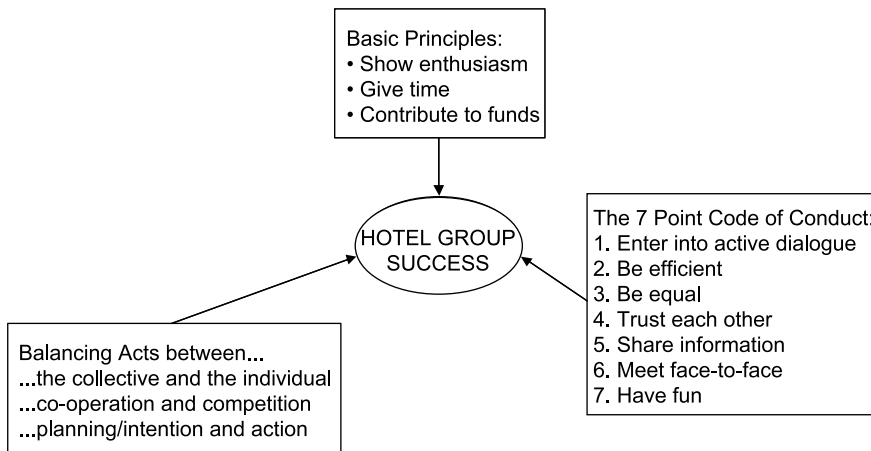 Basic Principles:
• Show enthusiasm
• Give time
• Contribute to funds
HOTEL GROUP
SUCCESS
The 7 Point Code of Conduct:
1. Enter into active dialogue
2. Be efficient
3. Be equal
4. Trust each other
5. Share information
6. Meet face-to-face
7. Have fun
Balancing Acts between...
...the collective and the individual
...co-operation and competition
...planning/intention and action